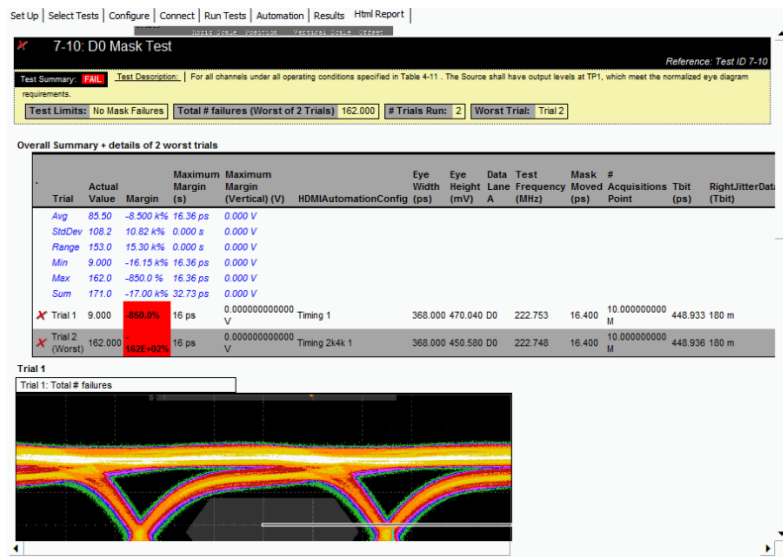 Set Up | Select Tests | Configure | Connect | Run Tests | Automation | Results Html Report
Horiz Scale Position Vertical Scale Offset
7-10: D0 Mask Test
Reference: Test ID 7-10
Test Summary: FAIL Test Description: For all channels under all operating conditions specified in Table 4-11 . The Source shall have output levels at TP1, which meet the normalized eye diagram
requirements.
Test Limits: No Mask Failures Total # failures (Worst of 2 Trials) 162.000 # Trials Run: 2 Worst Trial: Trial 2
Overall Summary + details of 2 worst trials
Maximum Maximum Eye Eye Data Test Mask #
Actual Margin Margin Width Height Lane Frequency Moved Acquisitions Tbit RightJitterData
Trial Value Margin (s) (Vertical) (V) HDMIAutomationConfig (ps) (mV) A (MHz) (ps) Point (ps) (Tbit)
Avg 85.50 -8.500 k% 16.36 ps 0.000 V
StdDev 108.2 10.82 k% 0.000 s 0.000 V
Range 153.0 15.30 k% 0.000 s 0.000 V
Min 9.000 -16.15 k% 16.36 ps 0.000 V
Max 162.0 -850.0 % 16.36 ps 0.000 V
Sum 171.0 -17.00 k% 32.73 ps 0.000 V
Trial 1 9.000 -850.0% 16 ps 0.000000000000 V Timing 1 368.000 470.040 D0 222.753 16.400 10.000000000 M 448.933 180 m
Trial 2 (Worst) 162.000 -162E+02% 16 ps 0.000000000000 V Timing 2k4k 1 368.000 450.580 D0 222.748 16.400 10.000000000 M 448.936 180 m
Trial 1
Trial 1: Total # failures